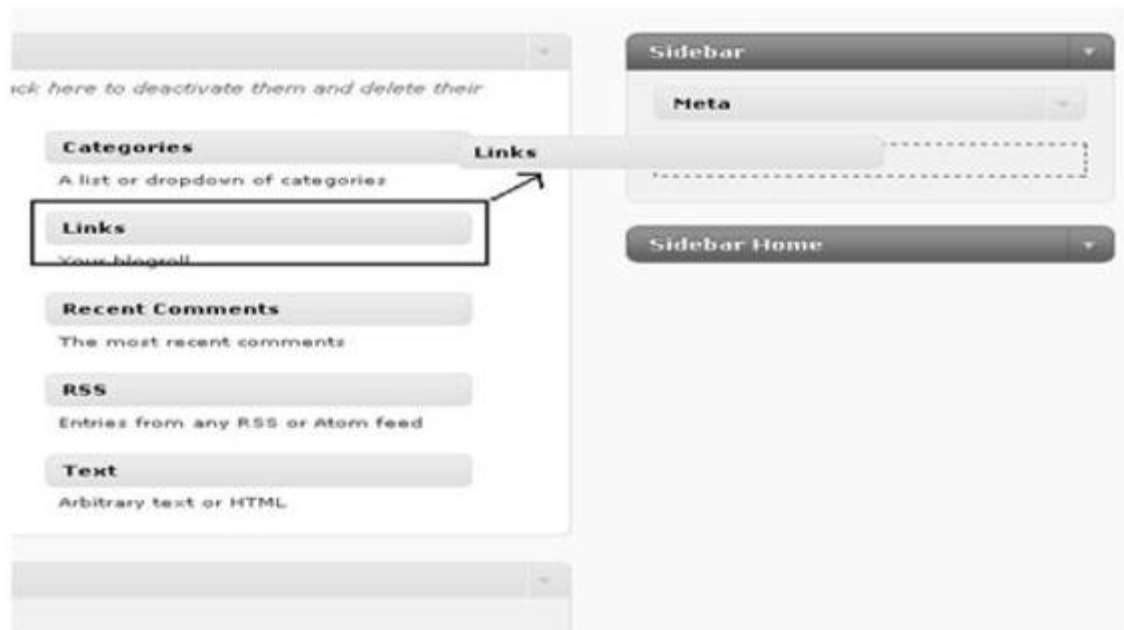 ick here to deactivate them and delete their
Categories
A list or dropdown of categories
Links
Your blogroll
Recent Comments
The most recent comments
RSS
Entries from any RSS or Atom feed
Text
Arbitrary text or HTML
Links
Sidebar
Meta
Sidebar Home